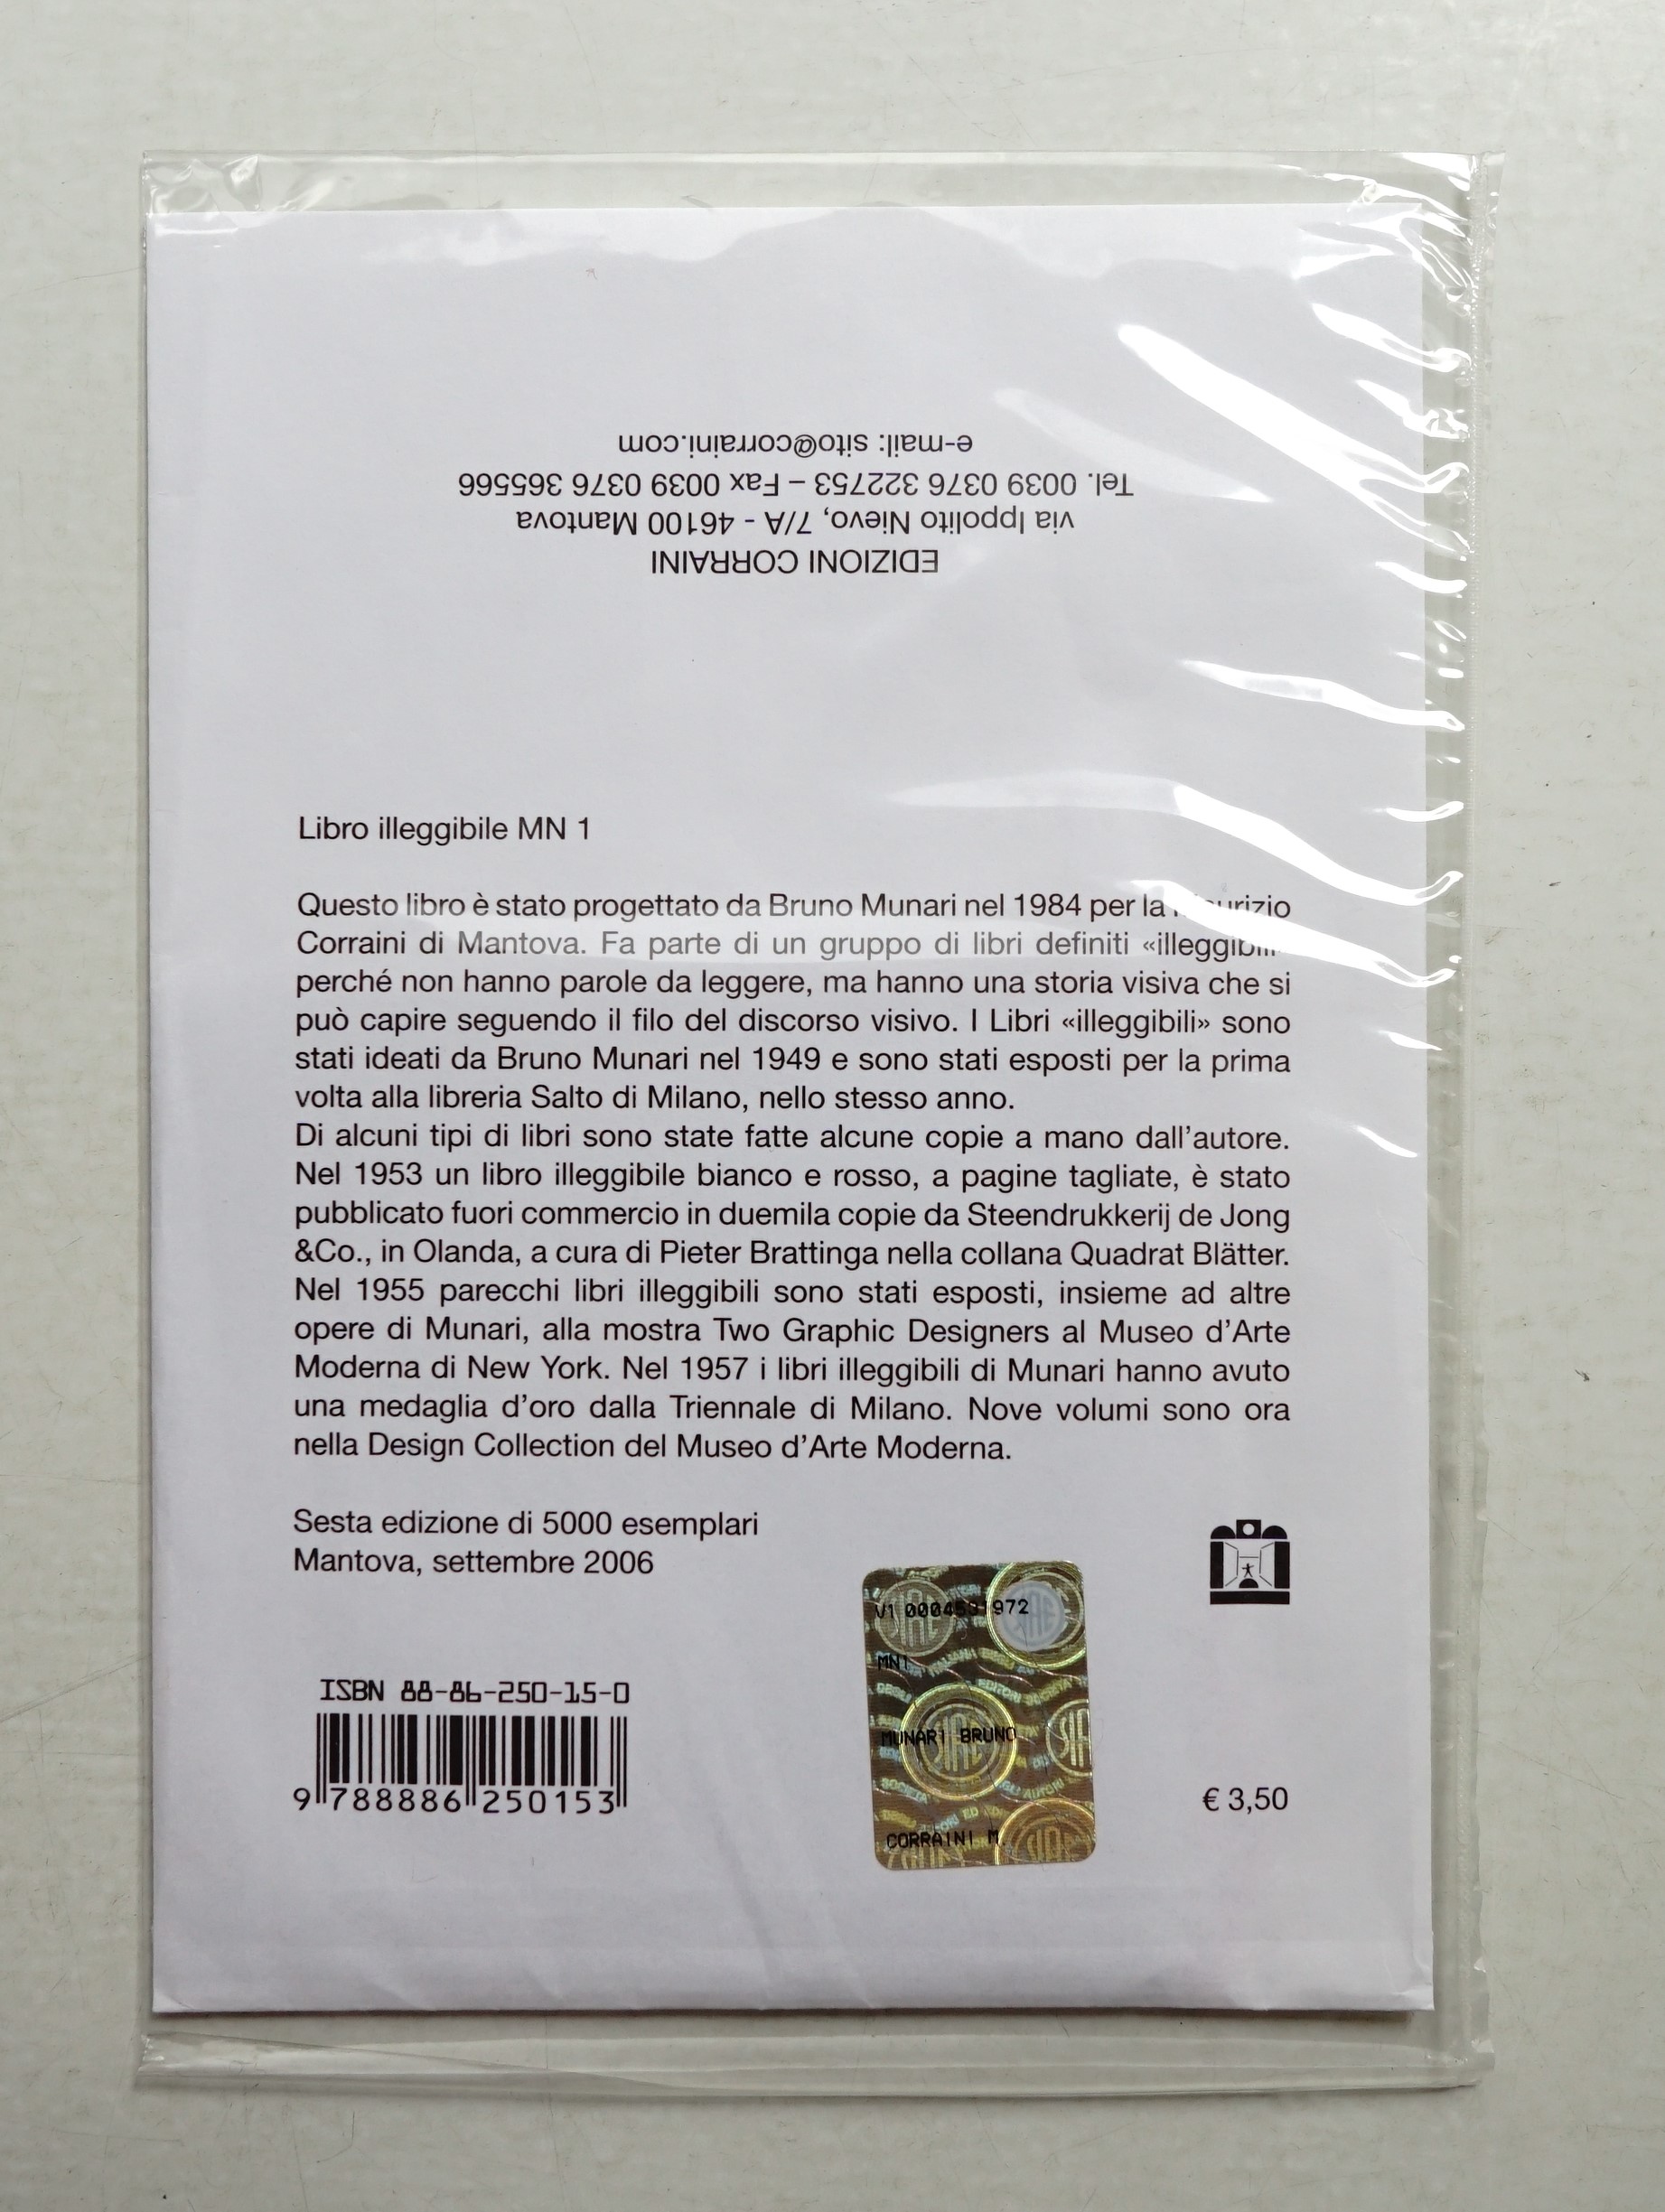 EDIZIONI CORRAINI
via Ippolito Nievo, 7/A - 46100 Mantova
Tel. 0039 0376 322753 – Fax 0039 0376 365566
e-mail: sito@corraini.com
Libro illeggibile MN 1
Questo libro è stato progettato da Bruno Munari nel 1984 per la Maurizio
Corraini di Mantova. Fa parte di un gruppo di libri definiti «illeggibili»
perché non hanno parole da leggere, ma hanno una storia visiva che si
può capire seguendo il filo del discorso visivo. I Libri «illeggibili» sono
stati ideati da Bruno Munari nel 1949 e sono stati esposti per la prima
volta alla libreria Salto di Milano, nello stesso anno.
Di alcuni tipi di libri sono state fatte alcune copie a mano dall’autore.
Nel 1953 un libro illeggibile bianco e rosso, a pagine tagliate, è stato
pubblicato fuori commercio in duemila copie da Steendrukkerij de Jong
&Co., in Olanda, a cura di Pieter Brattinga nella collana Quadrat Blätter.
Nel 1955 parecchi libri illeggibili sono stati esposti, insieme ad altre
opere di Munari, alla mostra Two Graphic Designers al Museo d’Arte
Moderna di New York. Nel 1957 i libri illeggibili di Munari hanno avuto
una medaglia d’oro dalla Triennale di Milano. Nove volumi sono ora
nella Design Collection del Museo d’Arte Moderna.
Sesta edizione di 5000 esemplari
Mantova, settembre 2006
ISBN 88-86-250-15-0
9 788886 250153
V1 0004531972
MN1
MUNARI BRUNO
CORRAINI M.
SIAE
€ 3,50